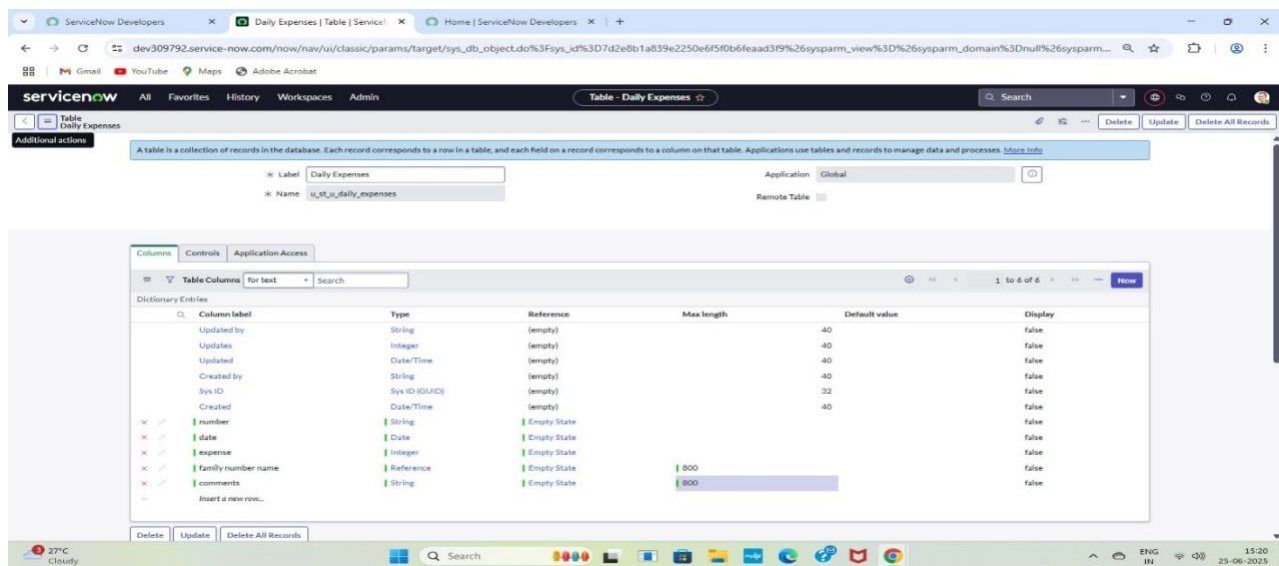 ServiceNow Developers
Daily Expenses | Table | Service
Home | ServiceNow Developers
dev309792.service-now.com/now/nav/ui/classic/params/target/sys_db_object.do%3Fsys_id%3D7d2e8b1a839e2250e6f5f0b6feaad3f9%26sysparm_view%3D%26sysparm_domain%3Dnull%26sysparm...
Gmail YouTube Maps Adobe Acrobat
servicenow All Favorites History Workspaces Admin Table - Daily Expenses Search
Table
Daily Expenses
Delete Update Delete All Records
Additional actions
A table is a collection of records in the database. Each record corresponds to a row in a table, and each field on a record corresponds to a column on that table. Applications use tables and records to manage data and processes. More Info
Label Daily Expenses Application Global
Name u_st_u_daily_expenses Remote Table
Columns Controls Application Access
Table Columns for text Search 1 to 6 of 6 New
Dictionary Entries
Column label Type Reference Max length Default value Display
Updated by String (empty) 40 false
Updates Integer (empty) 40 false
Updated Date/Time (empty) 40 false
Created by String (empty) 40 false
Sys ID Sys ID (GUID) (empty) 32 false
Created Date/Time (empty) 40 false
number String Empty State false
date Date Empty State false
expense Integer Empty State false
family number name Reference Empty State 800 false
comments String Empty State 800 false
Insert a new row...
Delete Update Delete All Records
3 27°C
Cloudy
Search
ENG
IN
15:20
25-06-2025